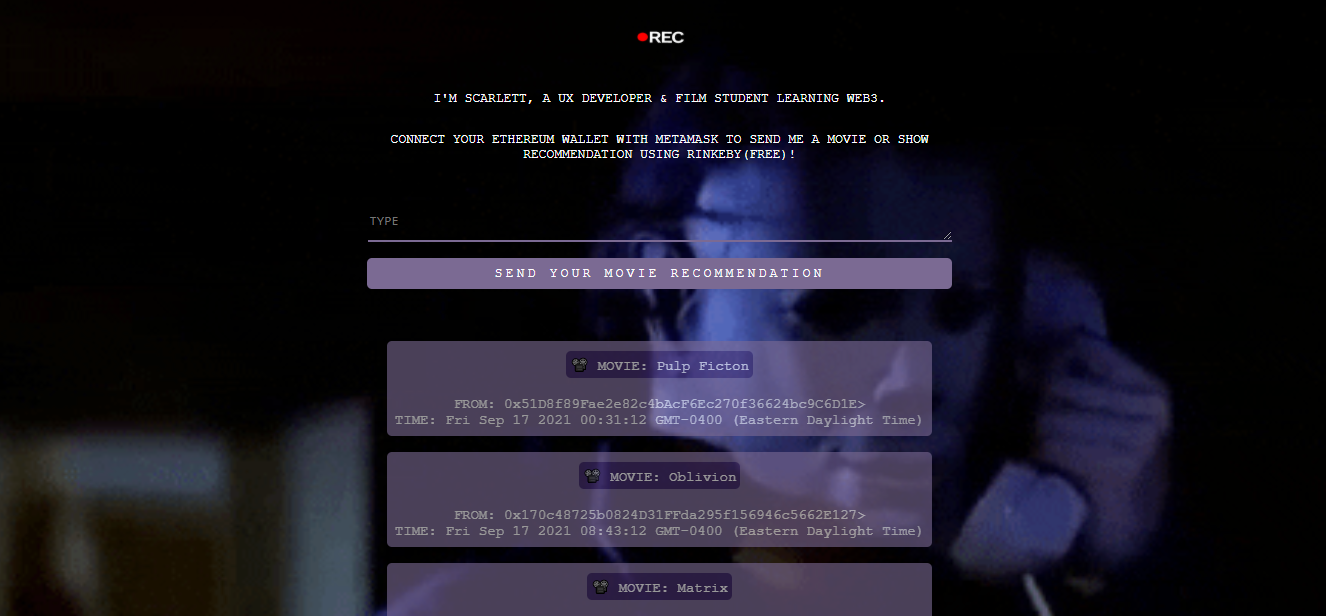 REC
I'M SCARLETT, A UX DEVELOPER & FILM STUDENT LEARNING WEB3.
CONNECT YOUR ETHEREUM WALLET WITH METAMASK TO SEND ME A MOVIE OR SHOW
RECOMMENDATION USING RINKEBY(FREE)!
TYPE
SEND YOUR MOVIE RECOMMENDATION
MOVIE: Pulp Ficton
FROM: 0x51D8f89Fae2e82c4bAcF6Ec270f36624bc9C6D1E>
TIME: Fri Sep 17 2021 00:31:12 GMT-0400 (Eastern Daylight Time)
MOVIE: Oblivion
FROM: 0x170c48725b0824D31FFda295f156946c5662E127>
TIME: Fri Sep 17 2021 08:43:12 GMT-0400 (Eastern Daylight Time)
MOVIE: Matrix